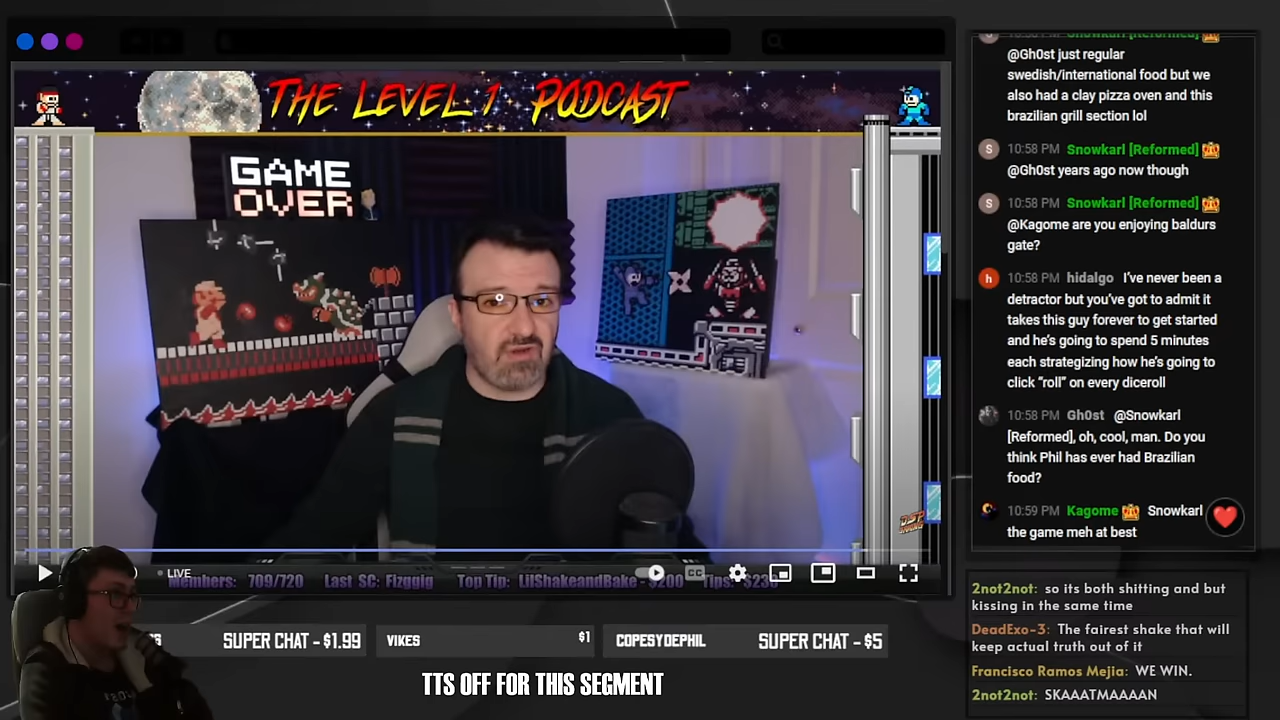 THE LEVEL 1 PODCAST
GAME
OVER
LIVE
Members: 709/720 Last SC: Fizggig Top Tip: LilShakeandBake - $200 Tips: $230
CC
DSP
SUPER CHAT - $1.99
VIKES $1
COPESYDEPHIL SUPER CHAT - $5
TTS OFF FOR THIS SEGMENT
10:58 PM Snowkarl [Reformed]
@Gh0st just regular
swedish/international food but we
also had a clay pizza oven and this
brazilian grill section lol
S 10:58 PM Snowkarl [Reformed]
@Gh0st years ago now though
S 10:58 PM Snowkarl [Reformed]
@Kagome are you enjoying baldurs
gate?
h 10:58 PM hidalgo I've never been a
detractor but you've got to admit it
takes this guy forever to get started
and he's going to spend 5 minutes
each strategizing how he's going to
click “roll” on every diceroll
10:58 PM Gh0st @Snowkarl
[Reformed], oh, cool, man. Do you
think Phil has ever had Brazilian
food?
10:59 PM Kagome Snowkarl
the game meh at best
2not2not: so its both shitting and but
kissing in the same time
DeadExo-3: The fairest shake that will
keep actual truth out of it
Francisco Ramos Mejia: WE WIN.
2not2not: SKAAATMAAAAN